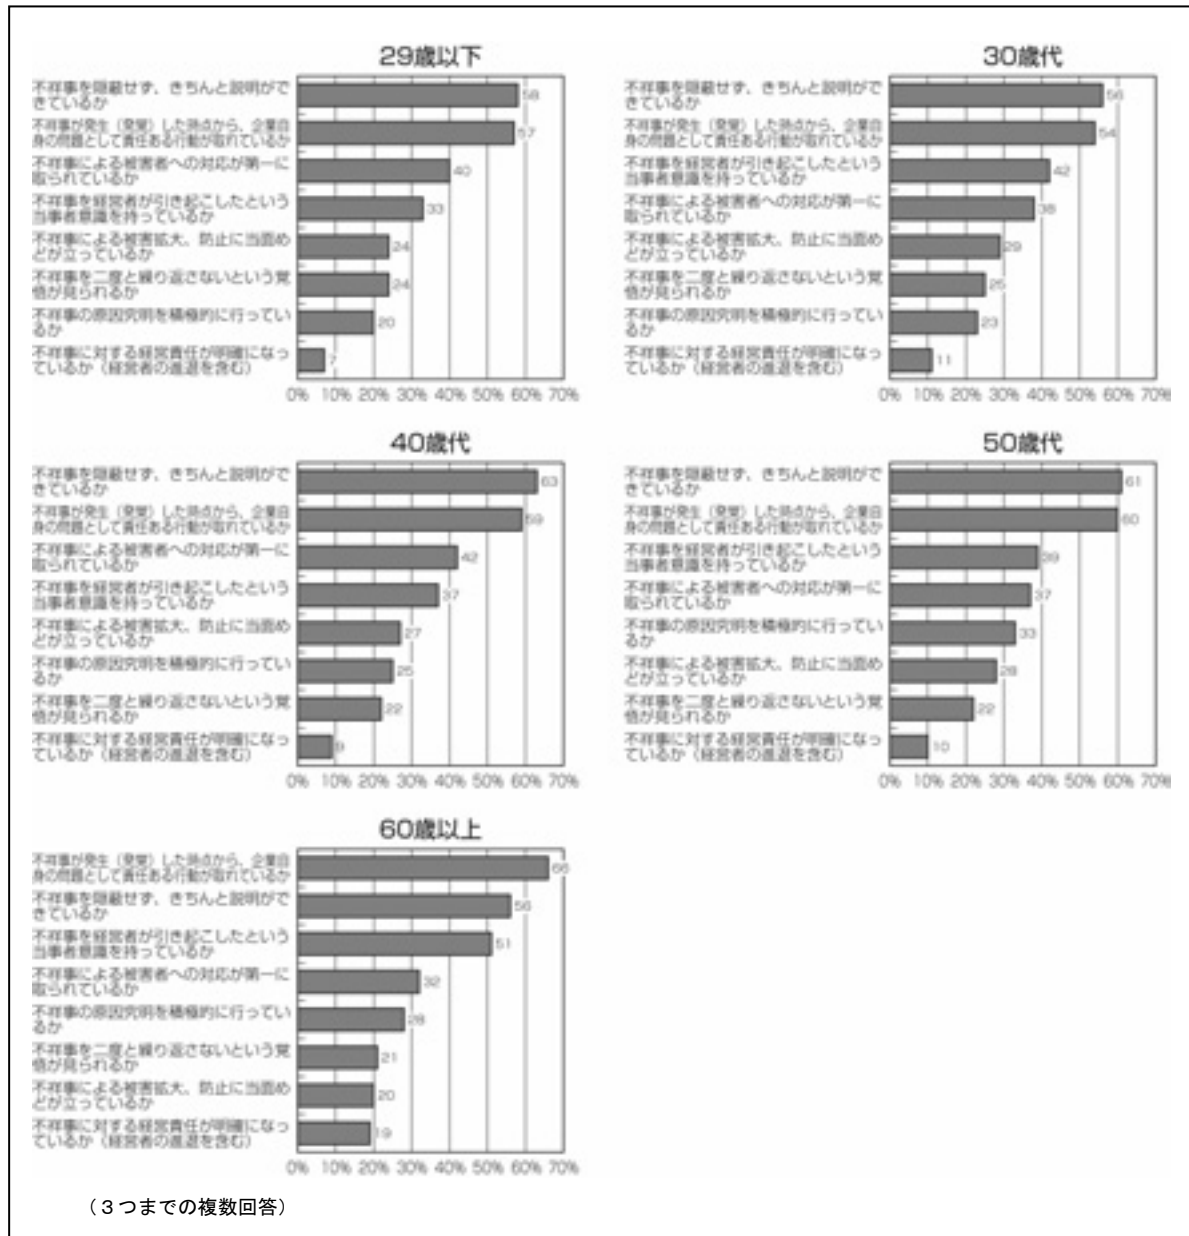 29歳以下
不祥事を隠蔽せず、きちんと説明がで
きているか
58
不祥事が発生（発覚）した時点から、企業自
身の問題として責任ある行動が取れているか
57
不祥事による被害者への対応が第一に
取られているか
40
不祥事を経営者が引き起こしたという
当事者意識を持っているか
33
不祥事による被害拡大、防止に当面め
どが立っているか
24
不祥事を二度と繰り返さないという覚
悟が見られるか
24
不祥事の原因究明を積極的に行ってい
るか
20
不祥事に対する経営責任が明確になっ
ているか（経営者の進退を含む）
7
0% 10% 20% 30% 40% 50% 60% 70%
30歳代
不祥事を隠蔽せず、きちんと説明がで
きているか
56
不祥事が発生（発覚）した時点から、企業自
身の問題として責任ある行動が取れているか
54
不祥事を経営者が引き起こしたという
当事者意識を持っているか
42
不祥事による被害者への対応が第一に
取られているか
38
不祥事による被害拡大、防止に当面め
どが立っているか
29
不祥事を二度と繰り返さないという覚
悟が見られるか
25
不祥事の原因究明を積極的に行ってい
るか
23
不祥事に対する経営責任が明確になっ
ているか（経営者の進退を含む）
11
0% 10% 20% 30% 40% 50% 60% 70%
40歳代
不祥事を隠蔽せず、きちんと説明がで
きているか
63
不祥事が発生（発覚）した時点から、企業自
身の問題として責任ある行動が取れているか
59
不祥事による被害者への対応が第一に
取られているか
42
不祥事を経営者が引き起こしたという
当事者意識を持っているか
37
不祥事による被害拡大、防止に当面め
どが立っているか
27
不祥事の原因究明を積極的に行ってい
るか
25
不祥事を二度と繰り返さないという覚
悟が見られるか
22
不祥事に対する経営責任が明確になっ
ているか（経営者の進退を含む）
9
0% 10% 20% 30% 40% 50% 60% 70%
50歳代
不祥事を隠蔽せず、きちんと説明がで
きているか
61
不祥事が発生（発覚）した時点から、企業自
身の問題として責任ある行動が取れているか
60
不祥事を経営者が引き起こしたという
当事者意識を持っているか
39
不祥事による被害者への対応が第一に
取られているか
37
不祥事の原因究明を積極的に行ってい
るか
33
不祥事による被害拡大、防止に当面め
どが立っているか
28
不祥事を二度と繰り返さないという覚
悟が見られるか
22
不祥事に対する経営責任が明確になっ
ているか（経営者の進退を含む）
10
0% 10% 20% 30% 40% 50% 60% 70%
60歳以上
不祥事が発生（発覚）した時点から、企業自
身の問題として責任ある行動が取れているか
66
不祥事を隠蔽せず、きちんと説明がで
きているか
56
不祥事を経営者が引き起こしたという
当事者意識を持っているか
51
不祥事による被害者への対応が第一に
取られているか
32
不祥事の原因究明を積極的に行ってい
るか
28
不祥事を二度と繰り返さないという覚
悟が見られるか
21
不祥事による被害拡大、防止に当面め
どが立っているか
20
不祥事に対する経営責任が明確になっ
ているか（経営者の進退を含む）
19
0% 10% 20% 30% 40% 50% 60% 70%
（３つまでの複数回答）